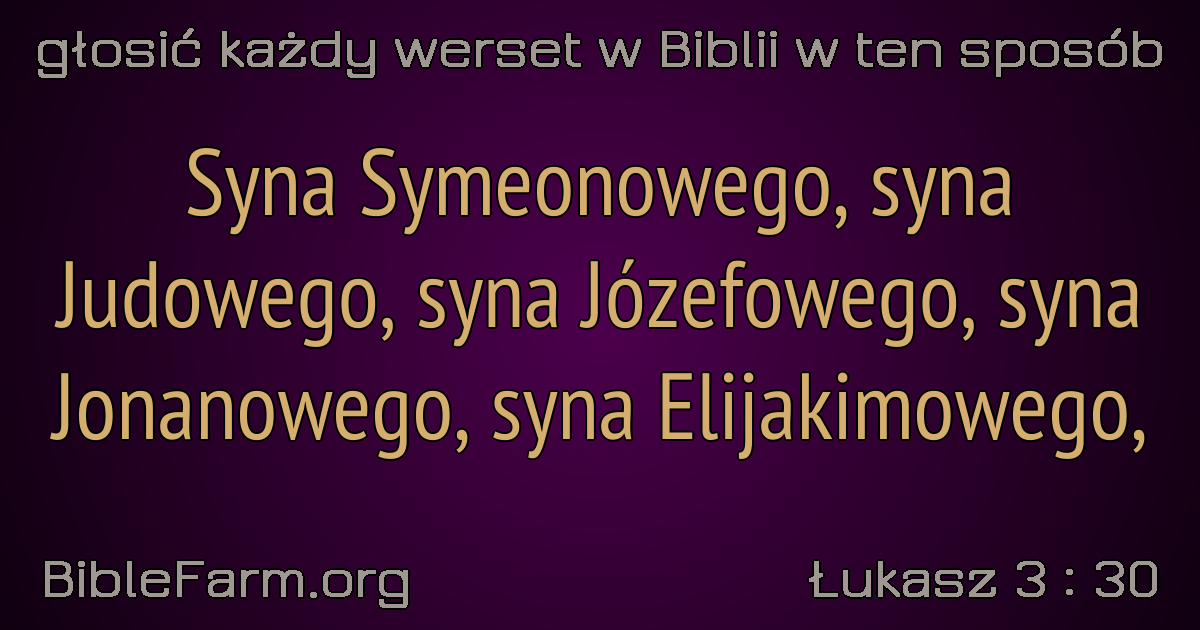 głosić każdy werset w Biblii w ten sposób
Syna Symeonowego, syna
Judowego, syna Józefowego, syna
Jonanowego, syna Elijakimowego,
BibleFarm.org
Łukasz 3 : 30